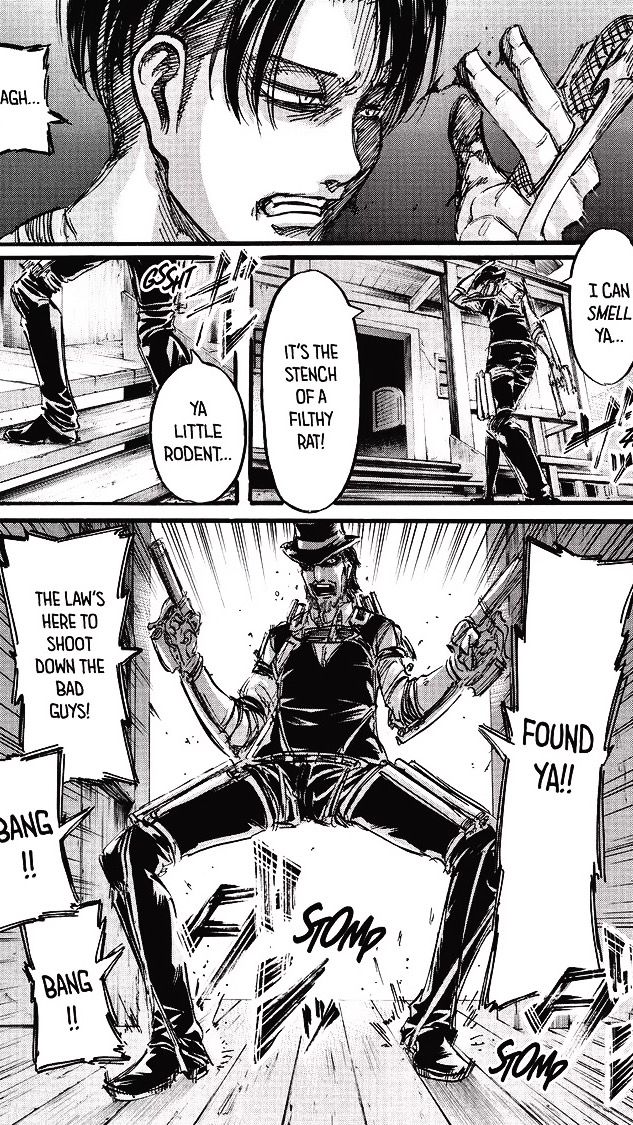 AGH...
I CAN
SMELL
YA...
IT'S THE
STENCH
OF A
FILTHY
RAT!
GSSHT
YA
LITTLE
RODENT...
FOUND
YA!!
THE LAW'S
HERE TO
SHOOT
DOWN THE
BAD
GUYS!
BANG
!!
BANG
!!
STOMP
STOMP